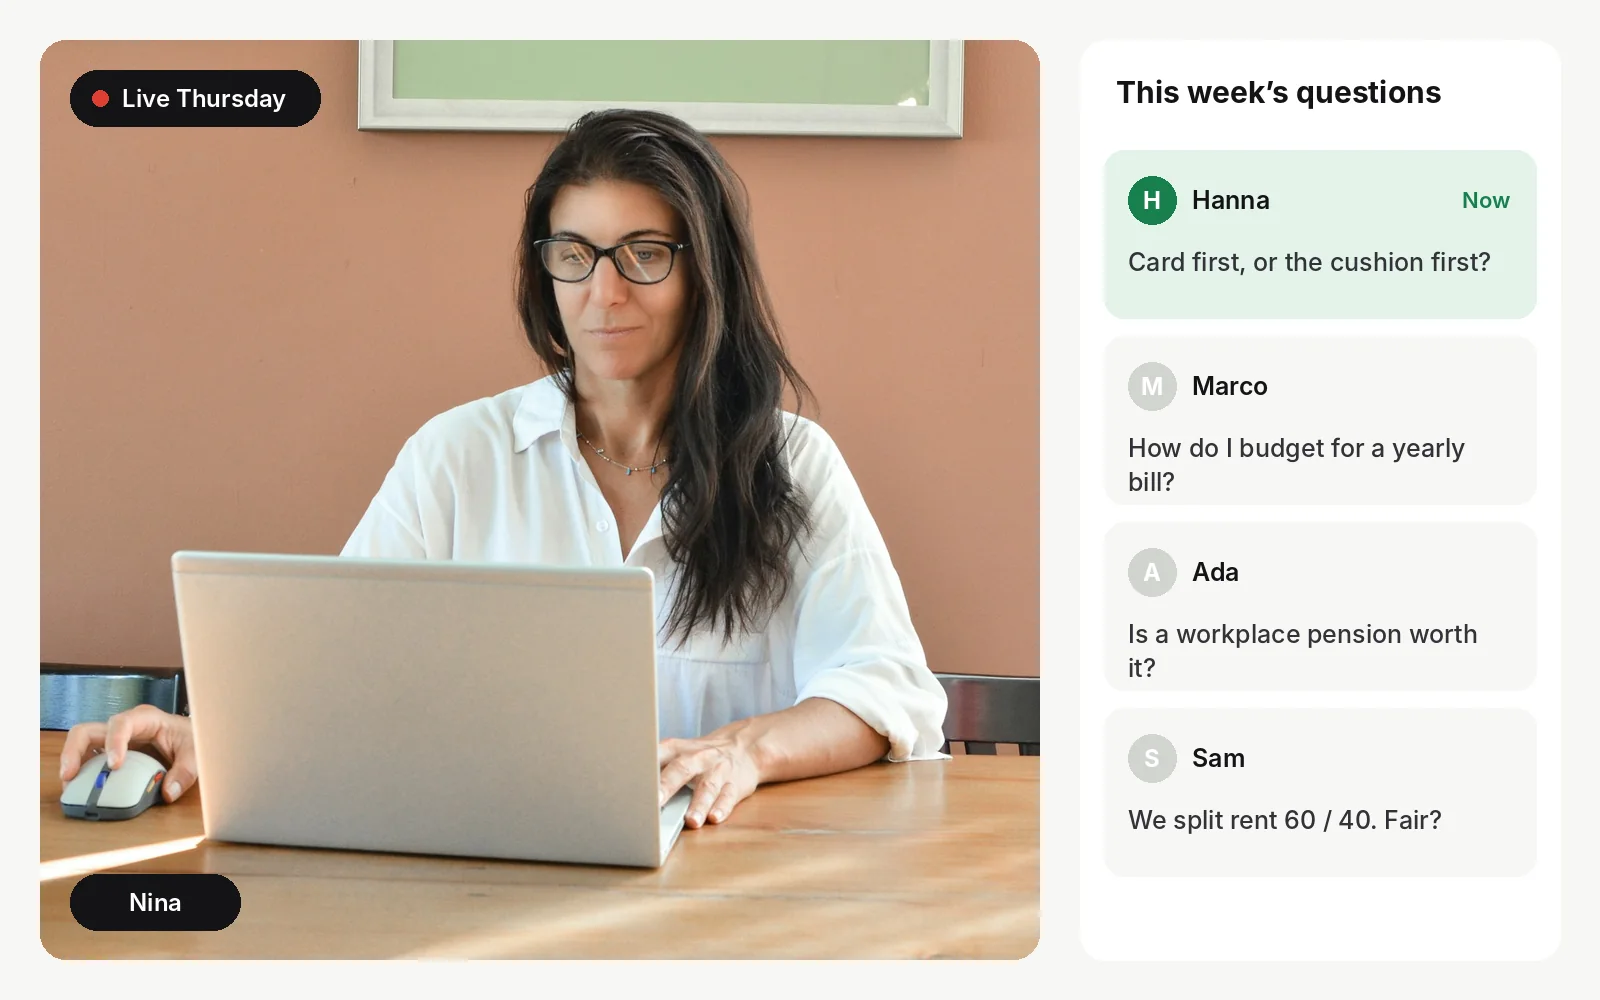 Live Thursday
Nina
This week’s questions
H Hanna Now
Card first, or the cushion first?
M Marco
How do I budget for a yearly
bill?
A Ada
Is a workplace pension worth
it?
S Sam
We split rent 60 / 40. Fair?